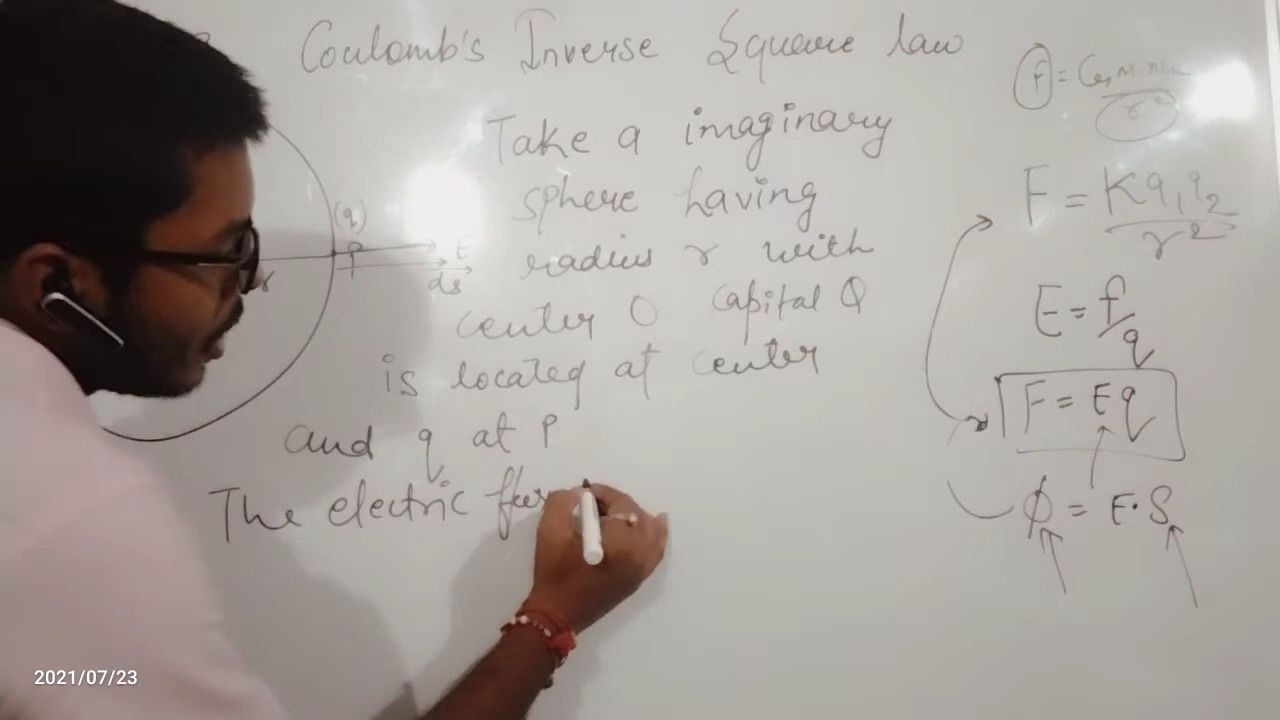 Coulomb's Inverse Square law
Take a imaginary
sphere having
radius r with
center O capital Q
is located at center
and q at P
The electric
(q)
P
E
ds
r
F =
r²
F = Kq₁q₂
r²
E = f/q
F = Eq
ϕ = E·S
2021/07/23